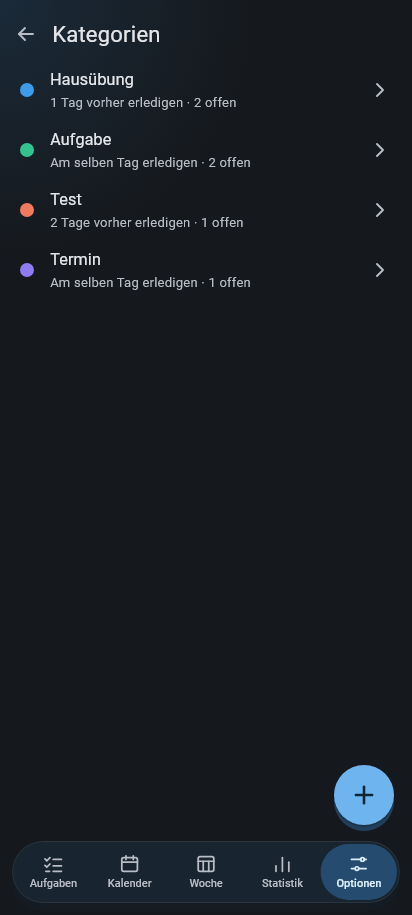 Kategorien
Hausübung
1 Tag vorher erledigen · 2 offen
Aufgabe
Am selben Tag erledigen · 2 offen
Test
2 Tage vorher erledigen · 1 offen
Termin
Am selben Tag erledigen · 1 offen
Aufgaben
Kalender
Woche
Statistik
Optionen